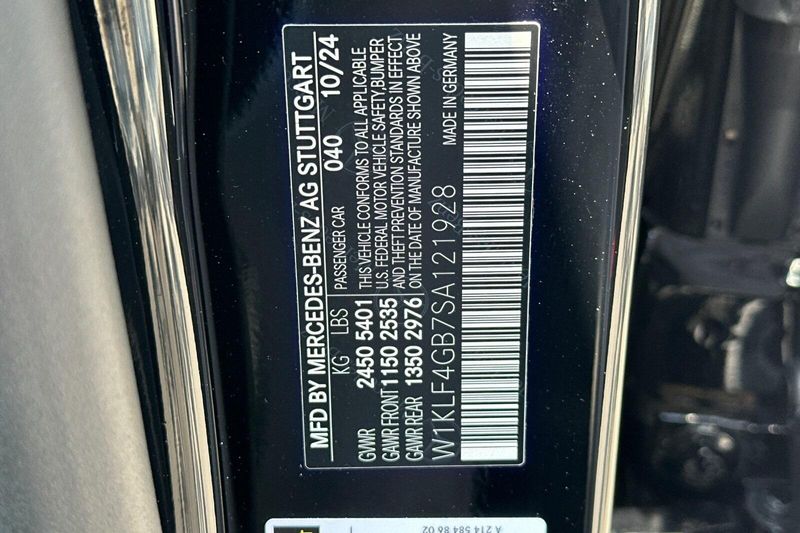 MFD BY MERCEDES-BENZ AG STUTTGART
040 10/24
KG LBS
PASSENGER CAR
GVWR 2450 5401
GAWR FRONT 1150 2535
GAWR REAR 1350 2976
THIS VEHICLE CONFORMS TO ALL APPLICABLE
U.S. FEDERAL MOTOR VEHICLE SAFETY,BUMPER
AND THEFT PREVENTION STANDARDS IN EFFECT
ON THE DATE OF MANUFACTURE SHOWN ABOVE
W1KLF4GB7SA121928
MADE IN GERMANY
A 214 584 86 02